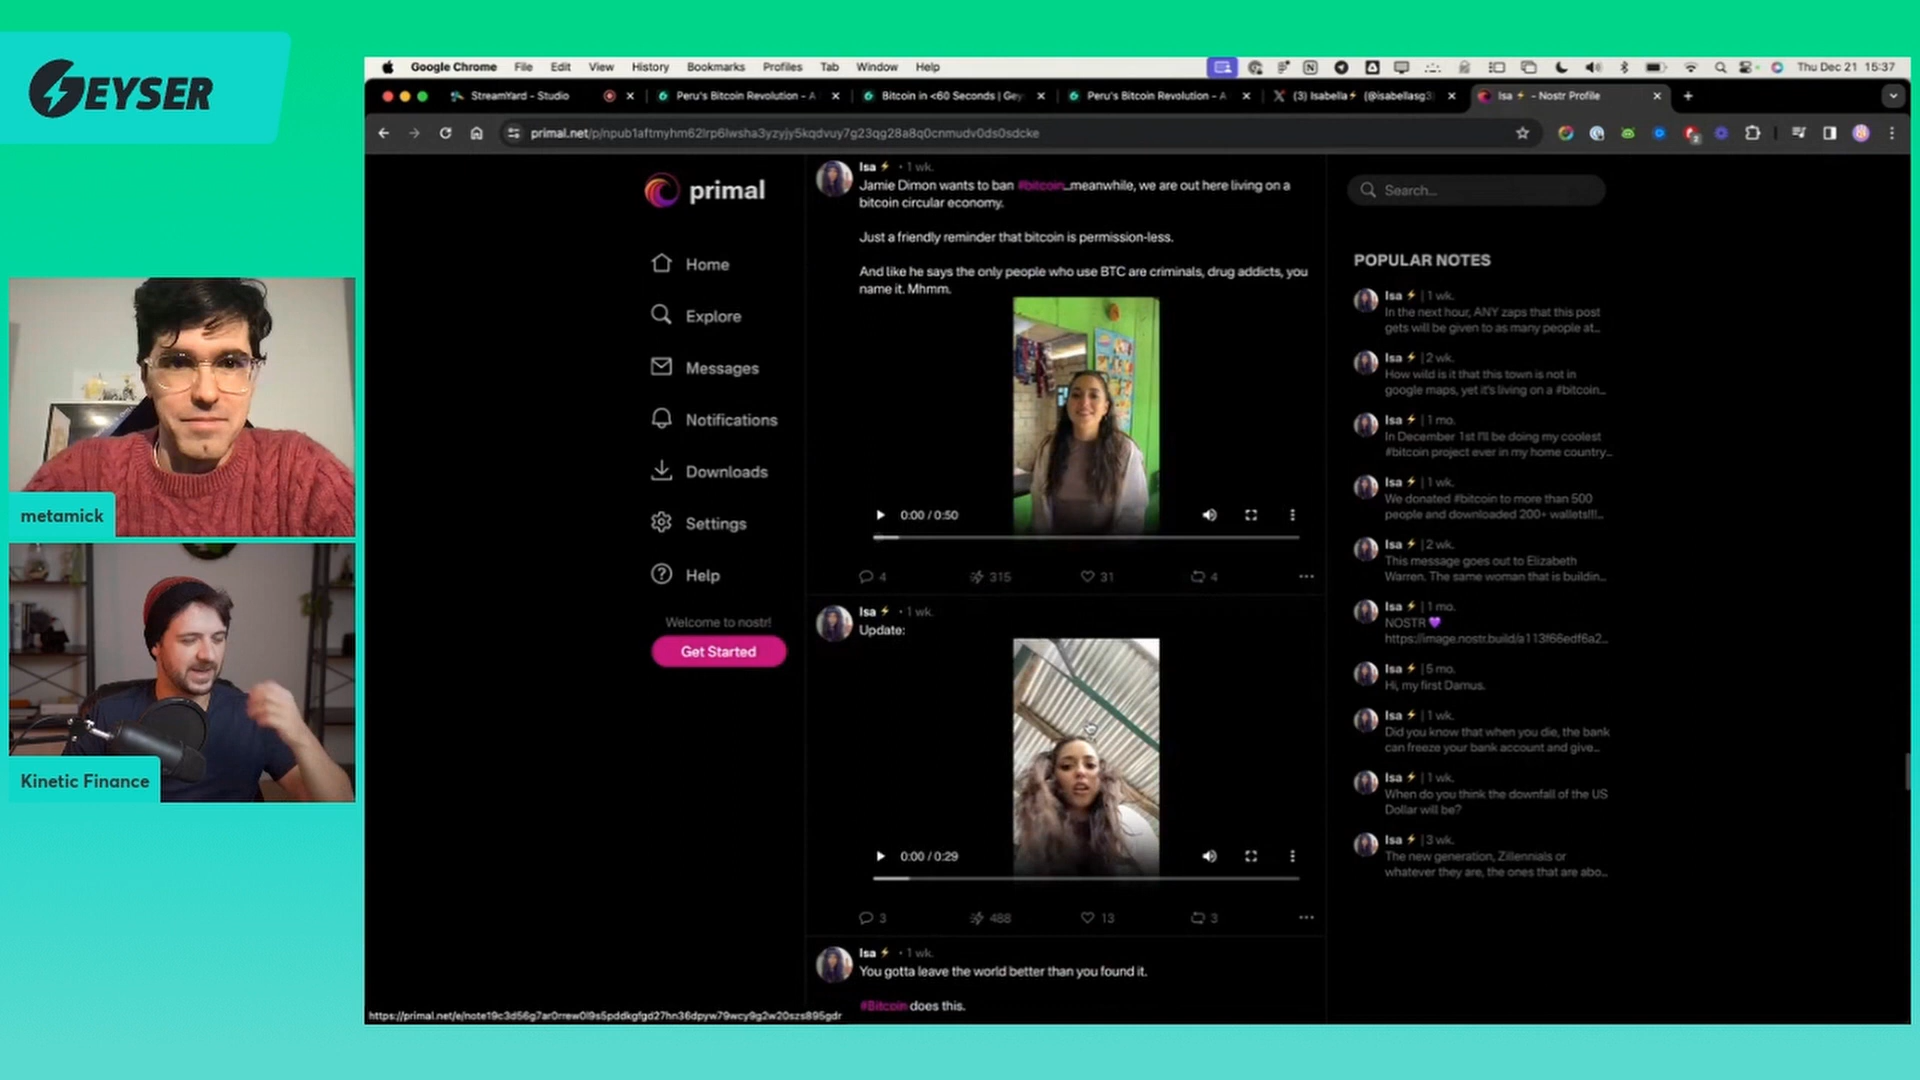 GEYSER
Google Chrome File Edit View History Bookmarks Profiles Tab Window Help
Thu Dec 21 15:37
StreamYard - Studio
Peru's Bitcoin Revolution - A
Bitcoin in <60 Seconds | Gey
Peru's Bitcoin Revolution - A
(3) Isabella⚡ (@isabellasg3
Isa ⚡ - Nostr Profile
primal.net/p/npub1aftmyhm62lrp6lwsha3yzyjy5kqdvuy7g23qg28a8q0cnmudv0ds0sdcke
primal
Home
Explore
Messages
Notifications
Downloads
Settings
Help
Welcome to nostr!
Get Started
Isa ⚡ · 1 wk.
Jamie Dimon wants to ban #bitcoin...meanwhile, we are out here living on a
bitcoin circular economy.
Just a friendly reminder that bitcoin is permission-less.
And like he says the only people who use BTC are criminals, drug addicts, you
name it. Mhmm.
0:00 / 0:50
4 315 31 4
Isa ⚡ · 1 wk.
Update:
0:00 / 0:29
3 488 13 3
Isa ⚡ · 1 wk.
You gotta leave the world better than you found it.
#Bitcoin does this.
https://primal.net/e/note19c3d56g7ar0rrew0l9s5pddkgfgd27hn36dpyw79wcy9g2w20szs895gdr
Search...
POPULAR NOTES
Isa ⚡ | 1 wk.
In the next hour, ANY zaps that this post
gets will be given to as many people at...
Isa ⚡ | 2 wk.
How wild is it that this town is not in
google maps, yet it's living on a #bitcoin...
Isa ⚡ | 1 mo.
In December 1st I'll be doing my coolest
#bitcoin project ever in my home country...
Isa ⚡ | 1 wk.
We donated #bitcoin to more than 500
people and downloaded 200+ wallets!!!...
Isa ⚡ | 2 wk.
This message goes out to Elizabeth
Warren. The same woman that is buildin...
Isa ⚡ | 1 mo.
NOSTR 💜
https://image.nostr.build/a113f66edf6a2...
Isa ⚡ | 5 mo.
Hi, my first Damus.
Isa ⚡ | 1 wk.
Did you know that when you die, the bank
can freeze your bank account and give...
Isa ⚡ | 1 wk.
When do you think the downfall of the US
Dollar will be?
Isa ⚡ | 3 wk.
The new generation, Zillennials or
whatever they are, the ones that are abo...
metamick
Kinetic Finance